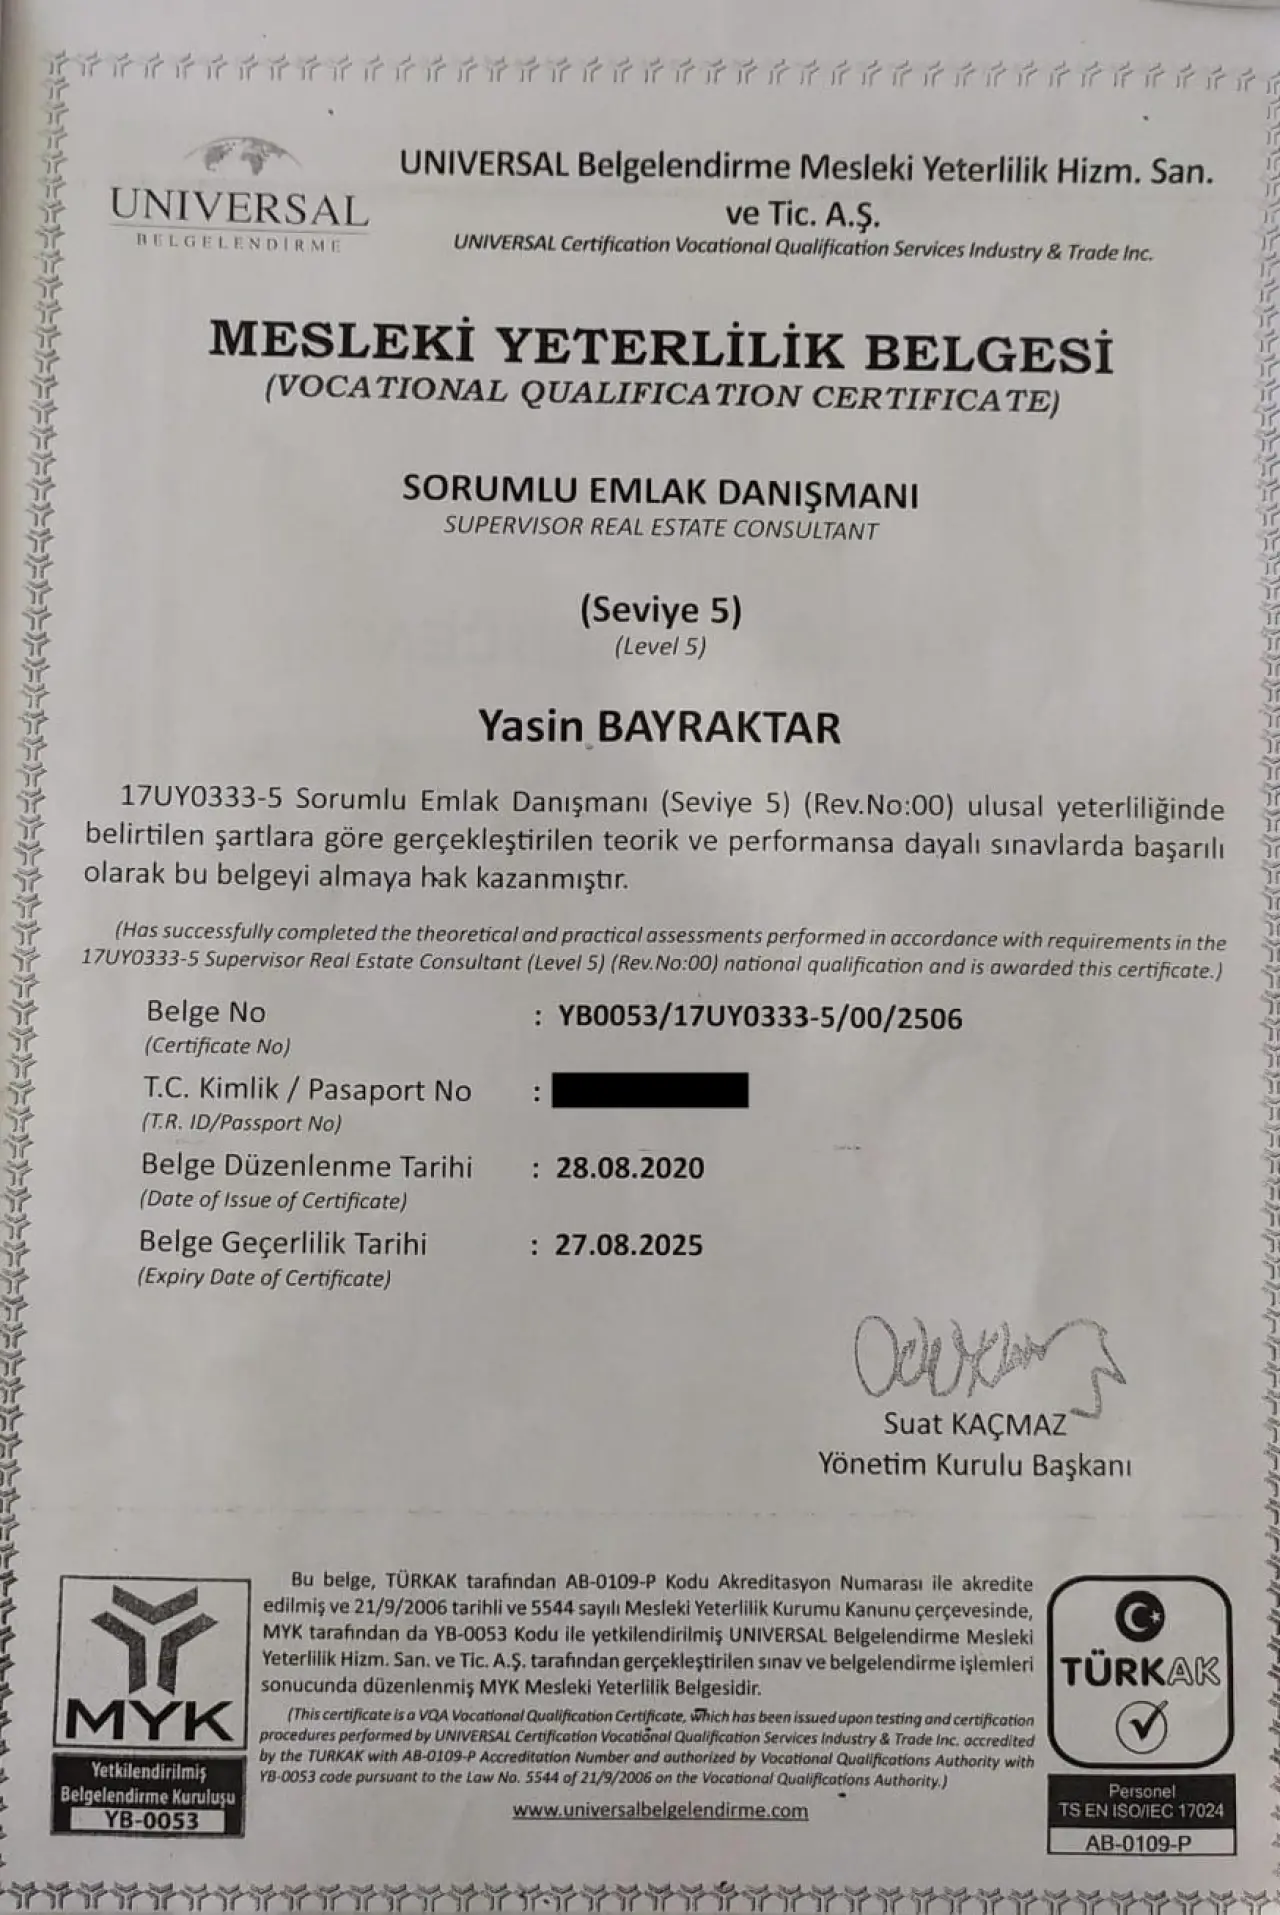 UNIVERSAL
BELGELENDİRME
UNIVERSAL Belgelendirme Mesleki Yeterlilik Hizm. San.
ve Tic. A.Ş.
UNIVERSAL Certification Vocational Qualification Services Industry & Trade Inc.
MESLEKİ YETERLİLİK BELGESİ
(VOCATIONAL QUALIFICATION CERTIFICATE)
SORUMLU EMLAK DANIŞMANI
SUPERVISOR REAL ESTATE CONSULTANT
(Seviye 5)
(Level 5)
Yasin BAYRAKTAR
17UY0333-5 Sorumlu Emlak Danışmanı (Seviye 5) (Rev.No:00) ulusal yeterliliğinde
belirtilen şartlara göre gerçekleştirilen teorik ve performansa dayalı sınavlarda başarılı
olarak bu belgeyi almaya hak kazanmıştır.
(Has successfully completed the theoretical and practical assessments performed in accordance with requirements in the
17UY0333-5 Supervisor Real Estate Consultant (Level 5) (Rev.No:00) national qualification and is awarded this certificate.)
Belge No : YB0053/17UY0333-5/00/2506
(Certificate No)
T.C. Kimlik / Pasaport No :
(T.R. ID/Passport No)
Belge Düzenlenme Tarihi : 28.08.2020
(Date of Issue of Certificate)
Belge Geçerlilik Tarihi : 27.08.2025
(Expiry Date of Certificate)
Suat KAÇMAZ
Yönetim Kurulu Başkanı
Bu belge, TÜRKAK tarafından AB-0109-P Kodu Akreditasyon Numarası ile akredite
edilmiş ve 21/9/2006 tarihli ve 5544 sayılı Mesleki Yeterlilik Kurumu Kanunu çerçevesinde,
MYK tarafından da YB-0053 Kodu ile yetkilendirilmiş UNIVERSAL Belgelendirme Mesleki
Yeterlilik Hizm. San. ve Tic. A.Ş. tarafından gerçekleştirilen sınav ve belgelendirme işlemleri
sonucunda düzenlenmiş MYK Mesleki Yeterlilik Belgesidir.
(This certificate is a VQA Vocational Qualification Certificate, which has been issued upon testing and certification
procedures performed by UNIVERSAL Certification Vocational Qualification Services Industry & Trade Inc. accredited
by the TURKAK with AB-0109-P Accreditation Number and authorized by Vocational Qualifications Authority with
YB-0053 code pursuant to the Law No. 5544 of 21/9/2006 on the Vocational Qualifications Authority.)
www.universalbelgelendirme.com
MYK
Yetkilendirilmiş
Belgelendirme Kuruluşu
YB-0053
TÜRKAK
Personel
TS EN ISO/IEC 17024
AB-0109-P